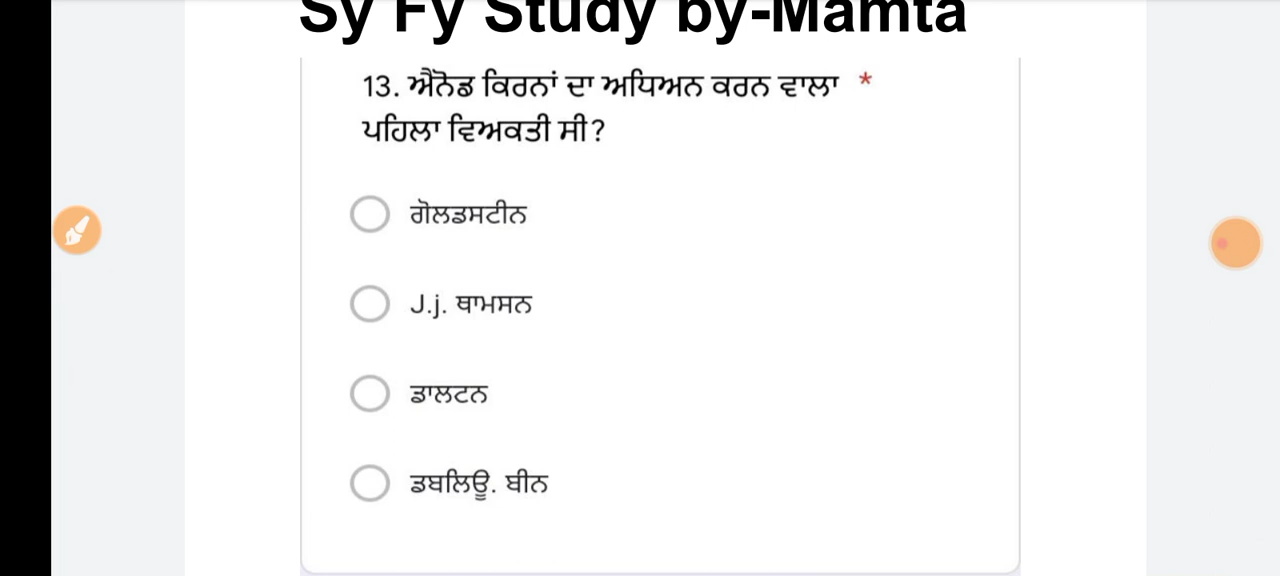 Sy Fy Study by-Mamta
13. ਐਨੋਡ ਕਿਰਨਾਂ ਦਾ ਅਧਿਅਨ ਕਰਨ ਵਾਲਾ *
ਪਹਿਲਾ ਵਿਅਕਤੀ ਸੀ?
ਗੋਲਡਸਟੀਨ
J.j. ਥਾਮਸਨ
ਡਾਲਟਨ
ਡਬਲਿਊ. ਬੀਨ